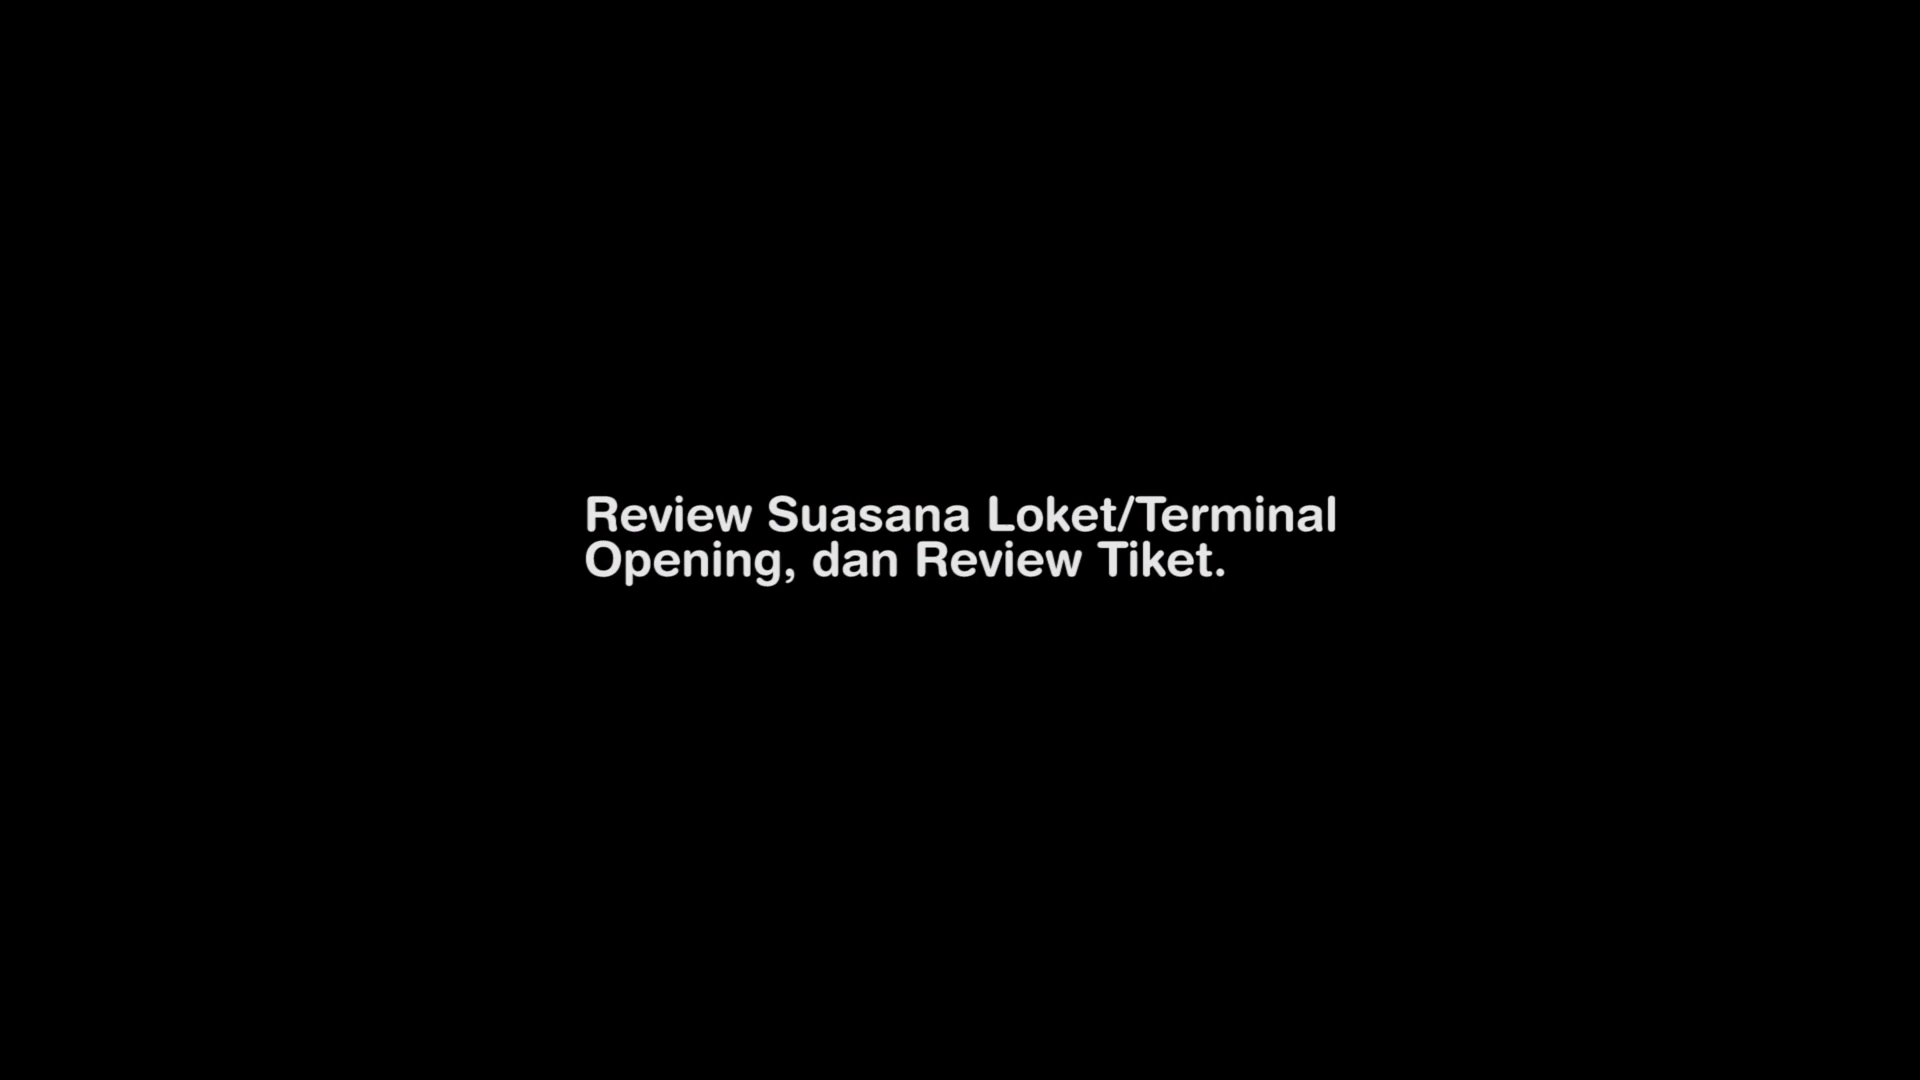 Review Suasana Loket/Terminal
Opening, dan Review Tiket.